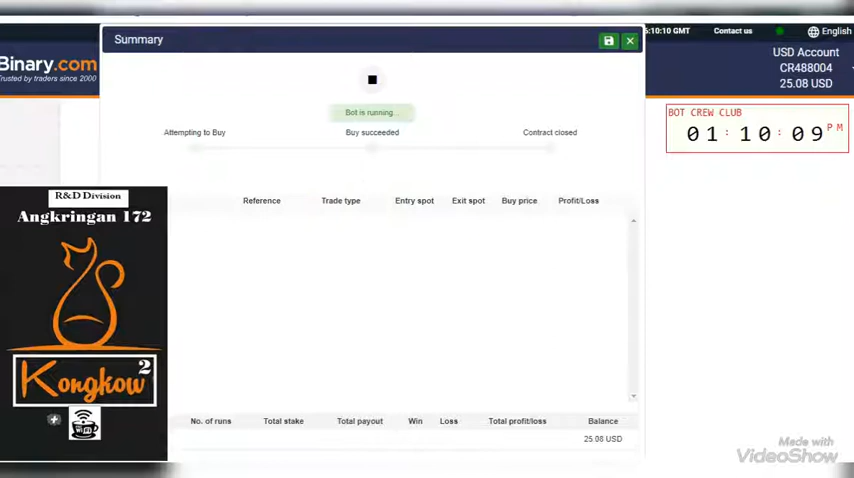 Summary
6:10:10 GMT
Contact us
English
Binary.com
Trusted by traders since 2000
USD Account
CR488004
25.08 USD
Bot is running...
Attempting to Buy
Buy succeeded
Contract closed
BOT CREW CLUB
01:10:09 PM
R&D Division
Angkringan 172
Kongkow2
WiFi
Reference
Trade type
Entry spot
Exit spot
Buy price
Profit/Loss
No. of runs
Total stake
Total payout
Win
Loss
Total profit/loss
Balance
25.08 USD
Made with
VideoShow